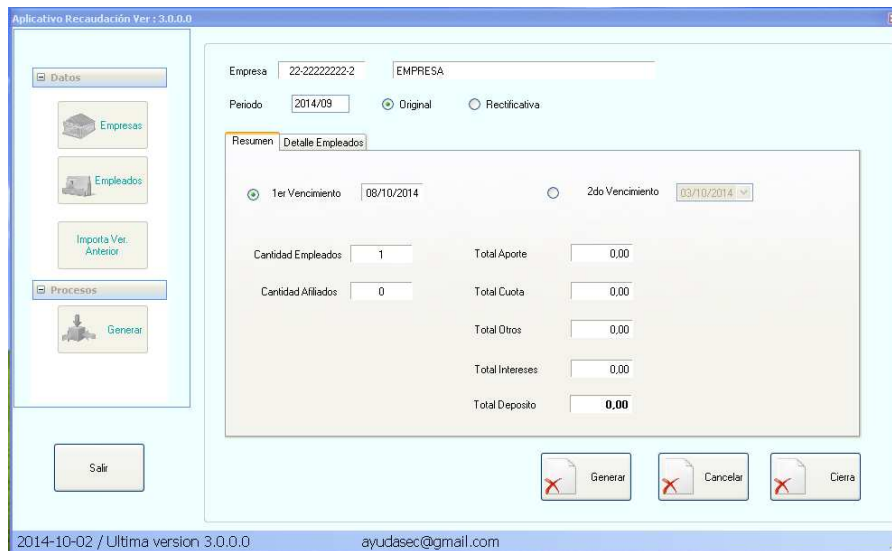 Aplicativo Recaudación Ver : 3.0.0.0
Datos
Empresas
Empleados
Importa Ver.
Anterior
Procesos
Generar
Salir
Empresa 22-22222222-2 EMPRESA
Periodo 2014/09 Original Rectificativa
Resumen Detalle Empleados
1er Vencimiento 08/10/2014 2do Vencimiento 03/10/2014
Cantidad Empleados 1 Total Aporte 0,00
Cantidad Afiliados 0 Total Cuota 0,00
Total Otros 0,00
Total Intereses 0,00
Total Deposito 0,00
Generar Cancelar Cierra
2014-10-02 / Ultima version 3.0.0.0 ayudasec@gmail.com